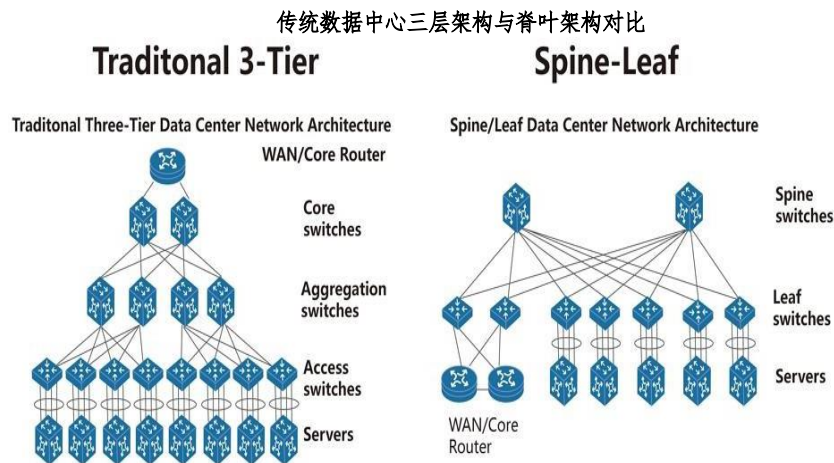 传统数据中心三层架构与脊叶架构对比
Traditonal 3-Tier
Spine-Leaf
Traditonal Three-Tier Data Center Network Architecture
Spine/Leaf Data Center Network Architecture
WAN/Core Router
Core
switches
Aggregation
switches
Access
switches
Servers
Spine
switches
Leaf
switches
Servers
WAN/Core
Router